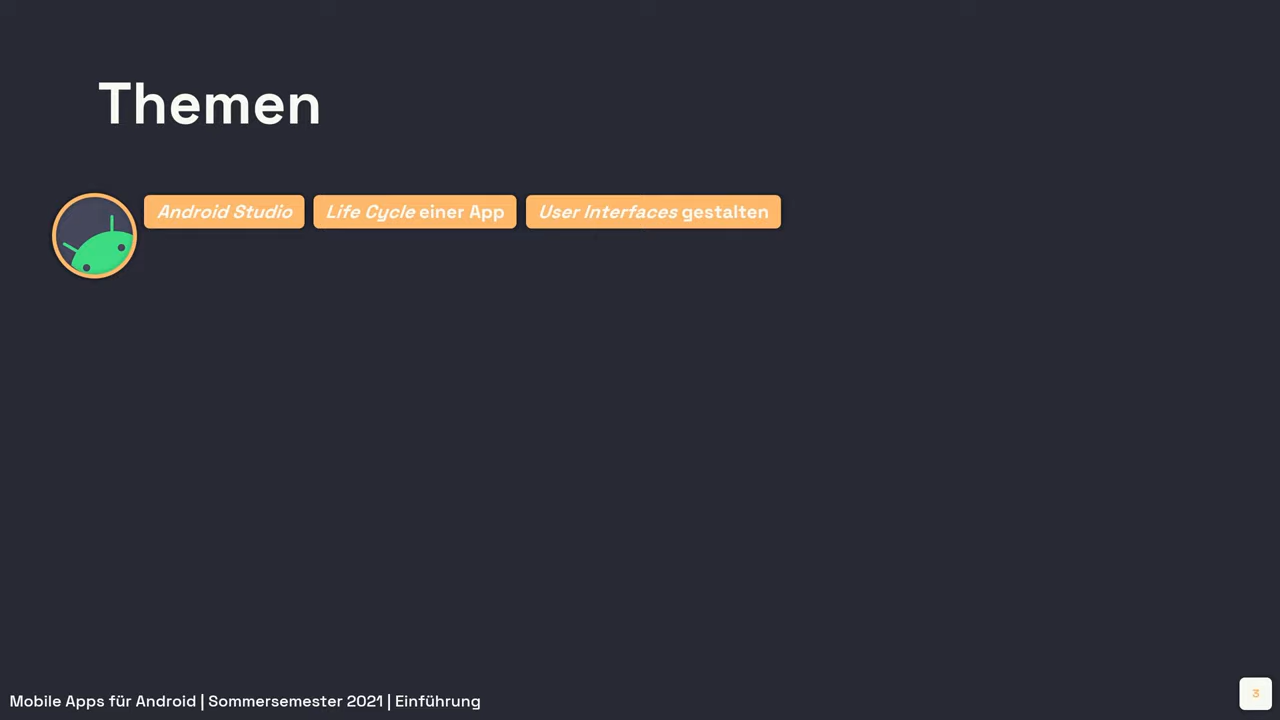 Themen
Android Studio Life Cycle einer App User Interfaces gestalten
Mobile Apps für Android | Sommersemester 2021 | Einführung
3